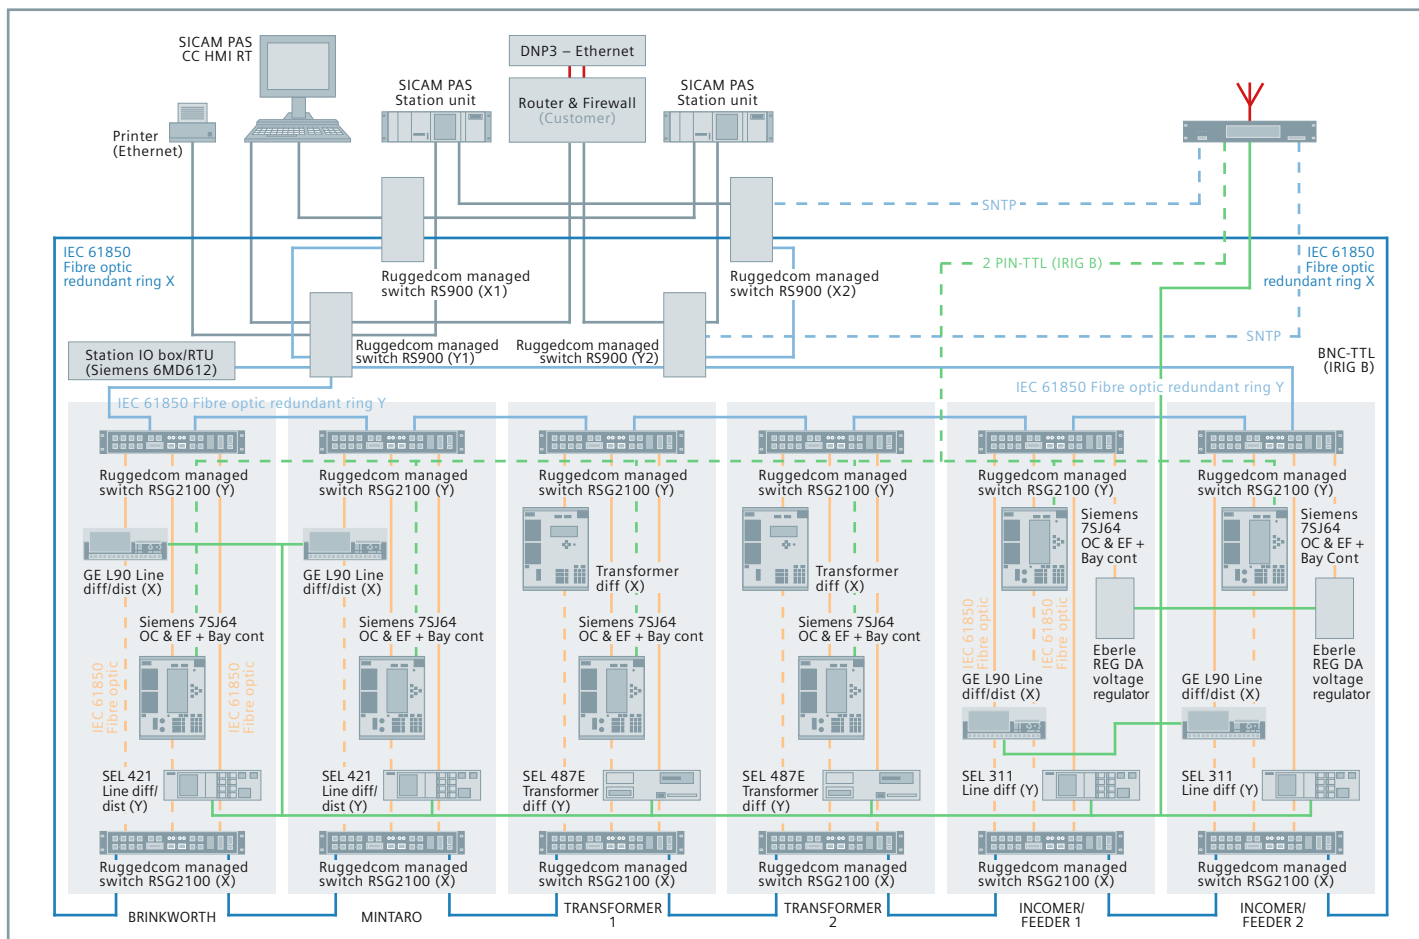 SICAM PAS
CC HMI RT
DNP3 – Ethernet
SICAM PAS
Station unit
Router & Firewall
(Customer)
SICAM PAS
Station unit
Printer
(Ethernet)
SNTP
IEC 61850
Fibre optic
redundant ring X
Ruggedcom managed
switch RS900 (X1)
Ruggedcom managed
switch RS900 (X2)
2 PIN-TTL (IRIG B)
IEC 61850
Fibre optic
redundant ring X
Station IO box/RTU
(Siemens 6MD612)
Ruggedcom managed
switch RS900 (Y1)
Ruggedcom managed
switch RS900 (Y2)
SNTP
BNC-TTL
(IRIG B)
IEC 61850 Fibre optic redundant ring Y
IEC 61850 Fibre optic redundant ring Y
Ruggedcom managed
switch RSG2100 (Y)
GE L90 Line
diff/dist (X)
Siemens 7SJ64
OC & EF + Bay cont
IEC 61850
Fibre optic
IEC 61850
Fibre optic
SEL 421
Line diff/
dist (Y)
Ruggedcom managed
switch RSG2100 (X)
BRINKWORTH
Ruggedcom managed
switch RSG2100 (Y)
GE L90 Line
diff/dist (X)
Siemens 7SJ64
OC & EF + Bay cont
SEL 421
Line diff/
dist (Y)
Ruggedcom managed
switch RSG2100 (X)
MINTARO
Ruggedcom managed
switch RSG2100 (Y)
Transformer
diff (X)
Siemens 7SJ64
OC & EF + Bay cont
SEL 487E
Transformer
diff (Y)
Ruggedcom managed
switch RSG2100 (X)
TRANSFORMER
1
Ruggedcom managed
switch RSG2100 (Y)
Transformer
diff (X)
Siemens 7SJ64
OC & EF + Bay cont
SEL 487E
Transformer
diff (Y)
Ruggedcom managed
switch RSG2100 (X)
TRANSFORMER
2
Ruggedcom managed
switch RSG2100 (Y)
Siemens
7SJ64
OC & EF +
Bay cont
IEC 61850
Fibre optic
IEC 61850
Fibre optic
Eberle
REG DA
voltage
regulator
GE L90 Line
diff/dist (X)
SEL 311
Line diff (Y)
Ruggedcom managed
switch RSG2100 (X)
INCOMER/
FEEDER 1
Ruggedcom managed
switch RSG2100 (Y)
Siemens
7SJ64
OC & EF +
Bay Cont
Eberle
REG DA
voltage
regulator
GE L90 Line
diff/dist (X)
SEL 311
Line diff (Y)
Ruggedcom managed
switch RSG2100 (X)
INCOMER/
FEEDER 2